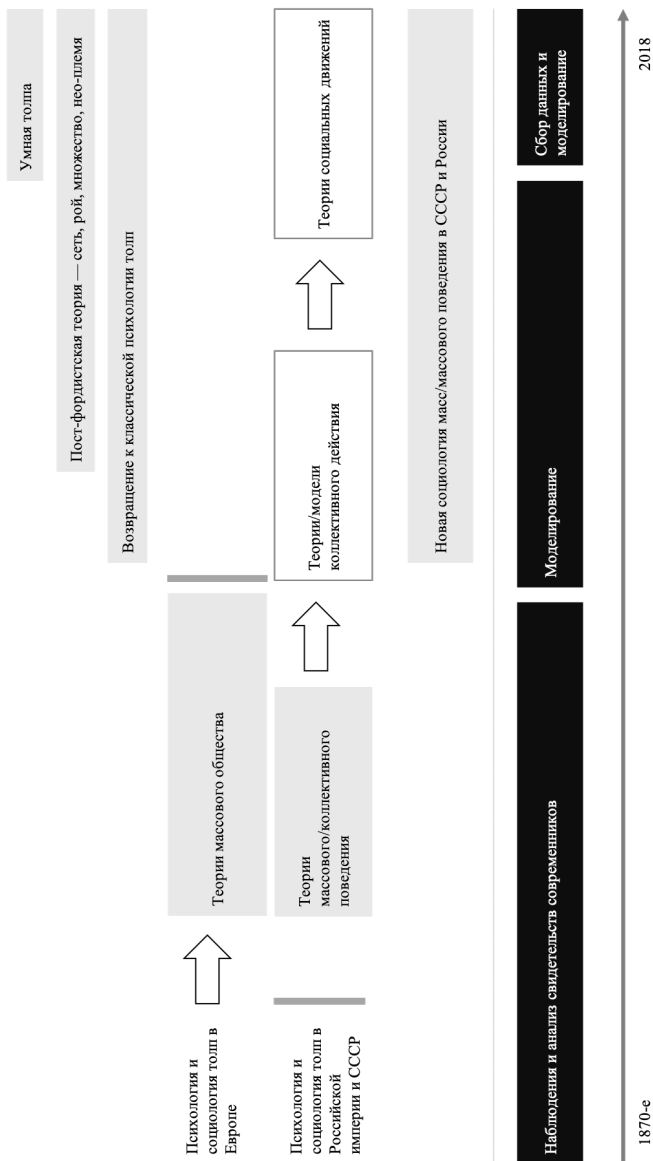 Умная толпа
Пост-фордистская теория — сеть, рой, множество, нео-племя
Возвращение к классической психологии толп
Психология и
социология толп в
Европе
Теории массового общества
Психология и
социология толп в
Российской
империи и СССР
Теории
массового/коллективного
поведения
Теории/модели
коллективного действия
Теории социальных движений
Новая социология масс/массового поведения в СССР и России
Наблюдения и анализ свидетельств современников
Моделирование
Сбор данных и
моделирование
1870-е
2018